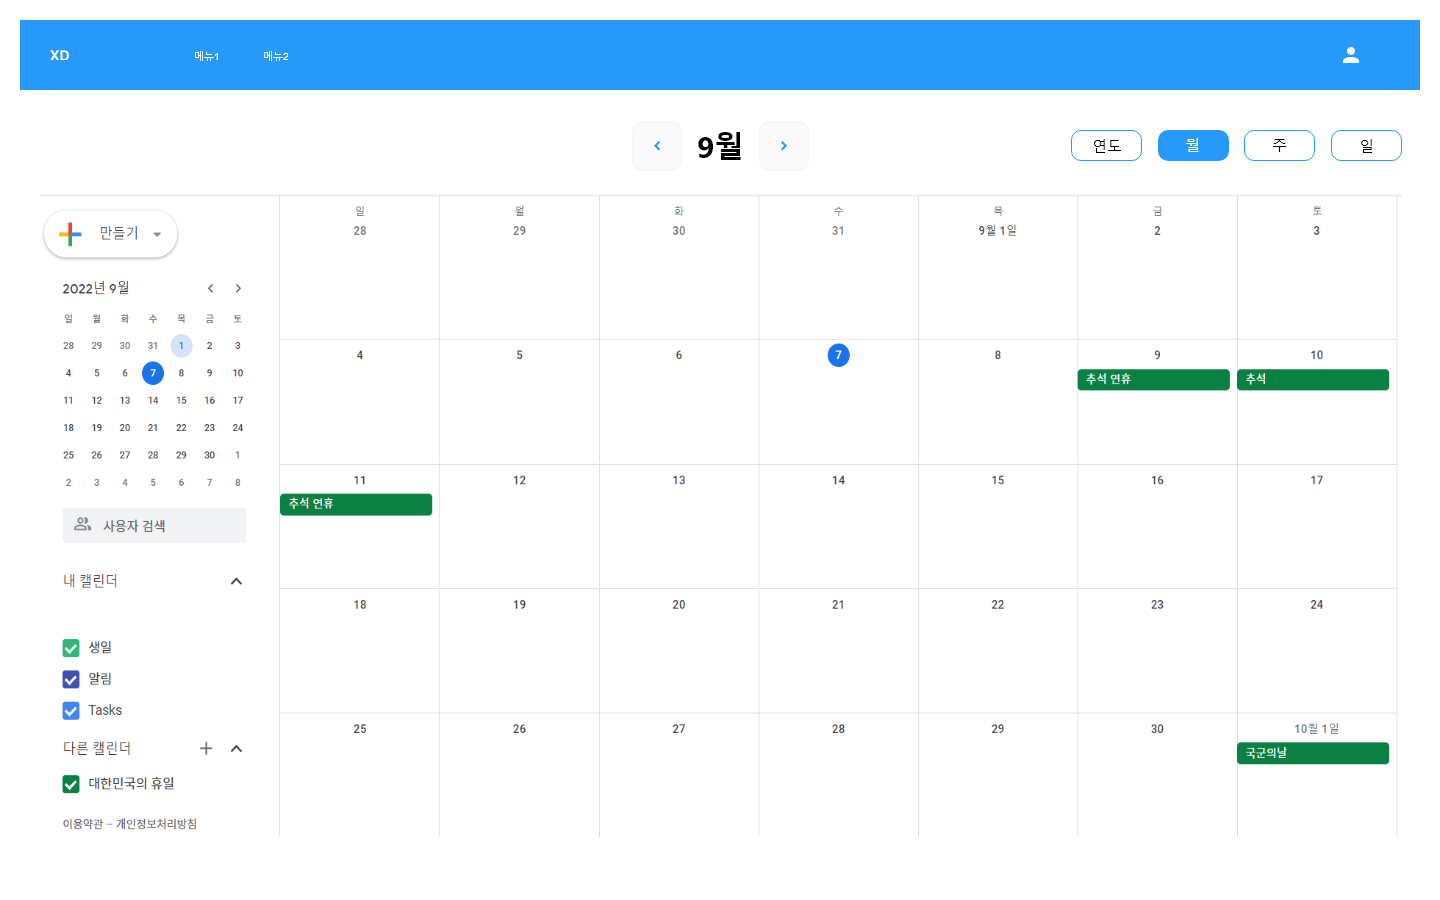 XD 메뉴1 메뉴2
9월
연도 월 주 일
만들기
2022년 9월
일 월 화 수 목 금 토
28 29 30 31 1 2 3
4 5 6 7 8 9 10
11 12 13 14 15 16 17
18 19 20 21 22 23 24
25 26 27 28 29 30 1
2 3 4 5 6 7 8
사용자 검색
내 캘린더
생일
알림
Tasks
다른 캘린더
대한민국의 휴일
이용약관 – 개인정보처리방침
일 월 화 수 목 금 토
28 29 30 31 9월 1일 2 3
4 5 6 7 8 9 10
추석 연휴 추석
11 12 13 14 15 16 17
추석 연휴
18 19 20 21 22 23 24
25 26 27 28 29 30 10월 1일
국군의날